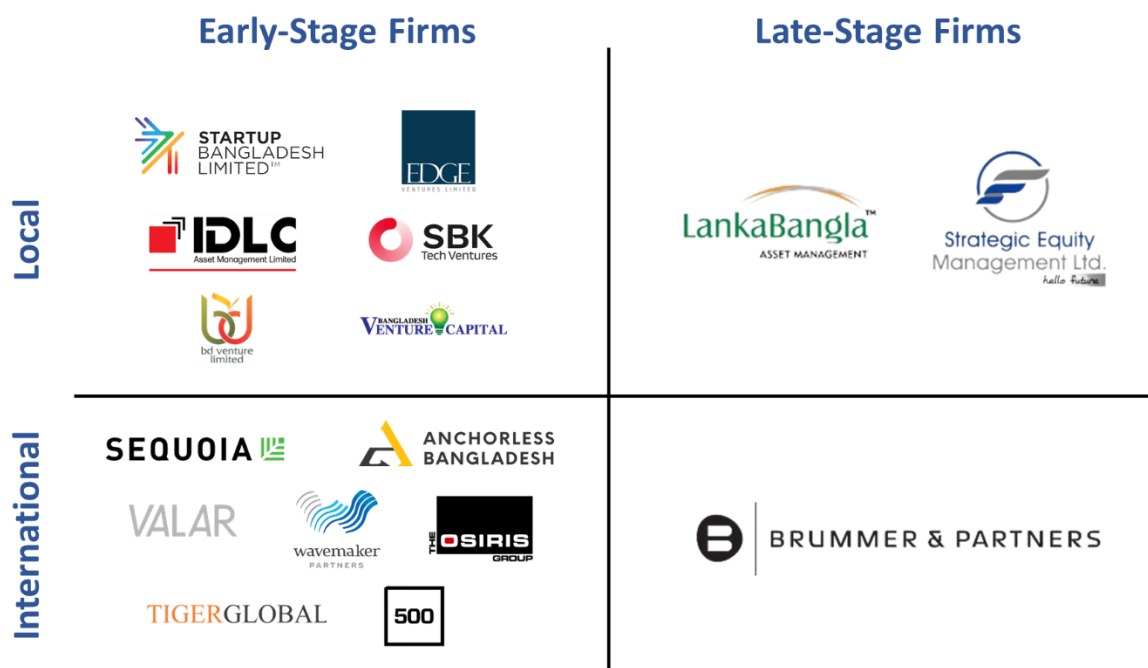 Early-Stage Firms
Late-Stage Firms
Local
STARTUP
BANGLADESH
LIMITED™
EDGE
VENTURES LIMITED
IDLC
Asset Management Limited
SBK
Tech Ventures
bd venture
limited
BANGLADESH
VENTURE CAPITAL
LankaBangla™
ASSET MANAGEMENT
Strategic Equity
Management Ltd.
hello future
International
SEQUOIA
ANCHORLESS
BANGLADESH
VALAR
wavemaker
PARTNERS
THE
OSIRIS
GROUP
TIGERGLOBAL
500
B
BRUMMER & PARTNERS